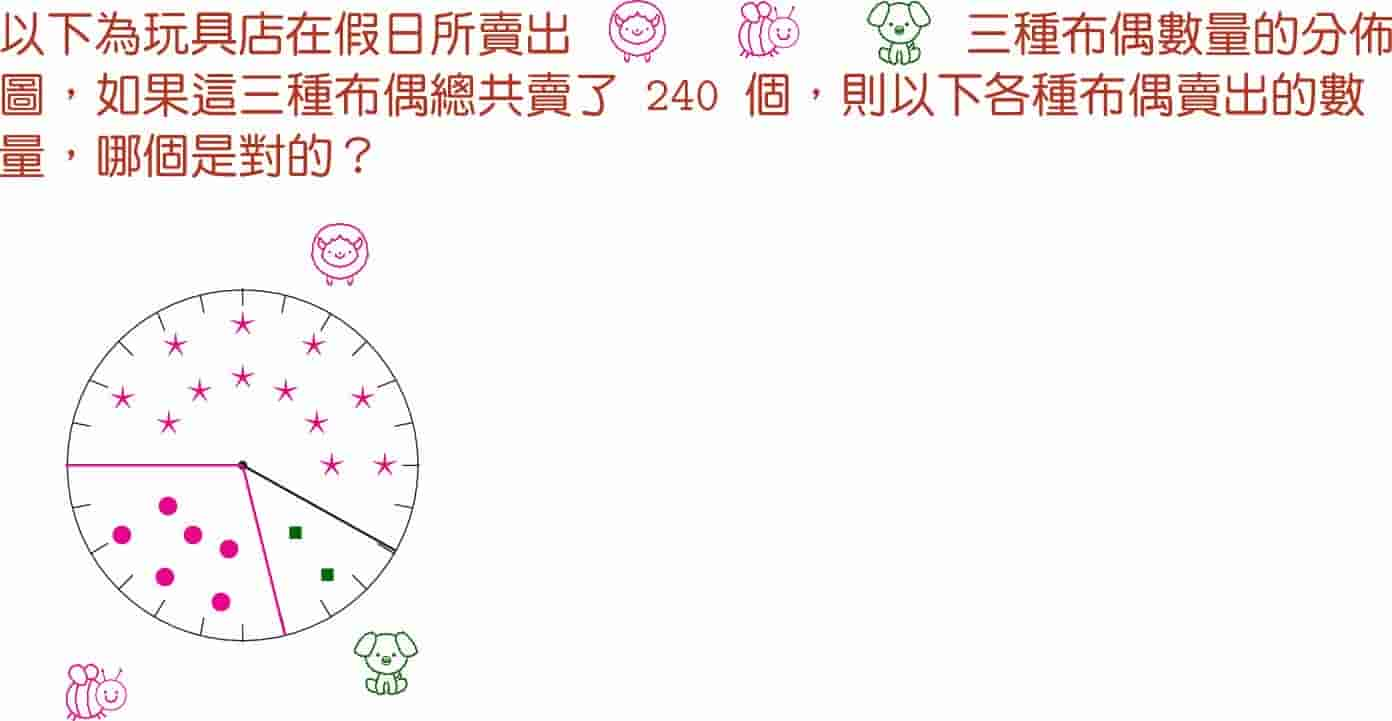 以下為玩具店在假日所賣出 三種布偶數量的分佈
圖,如果這三種布偶總共賣了 240 個,則以下各種布偶賣出的數
量,哪個是對的?